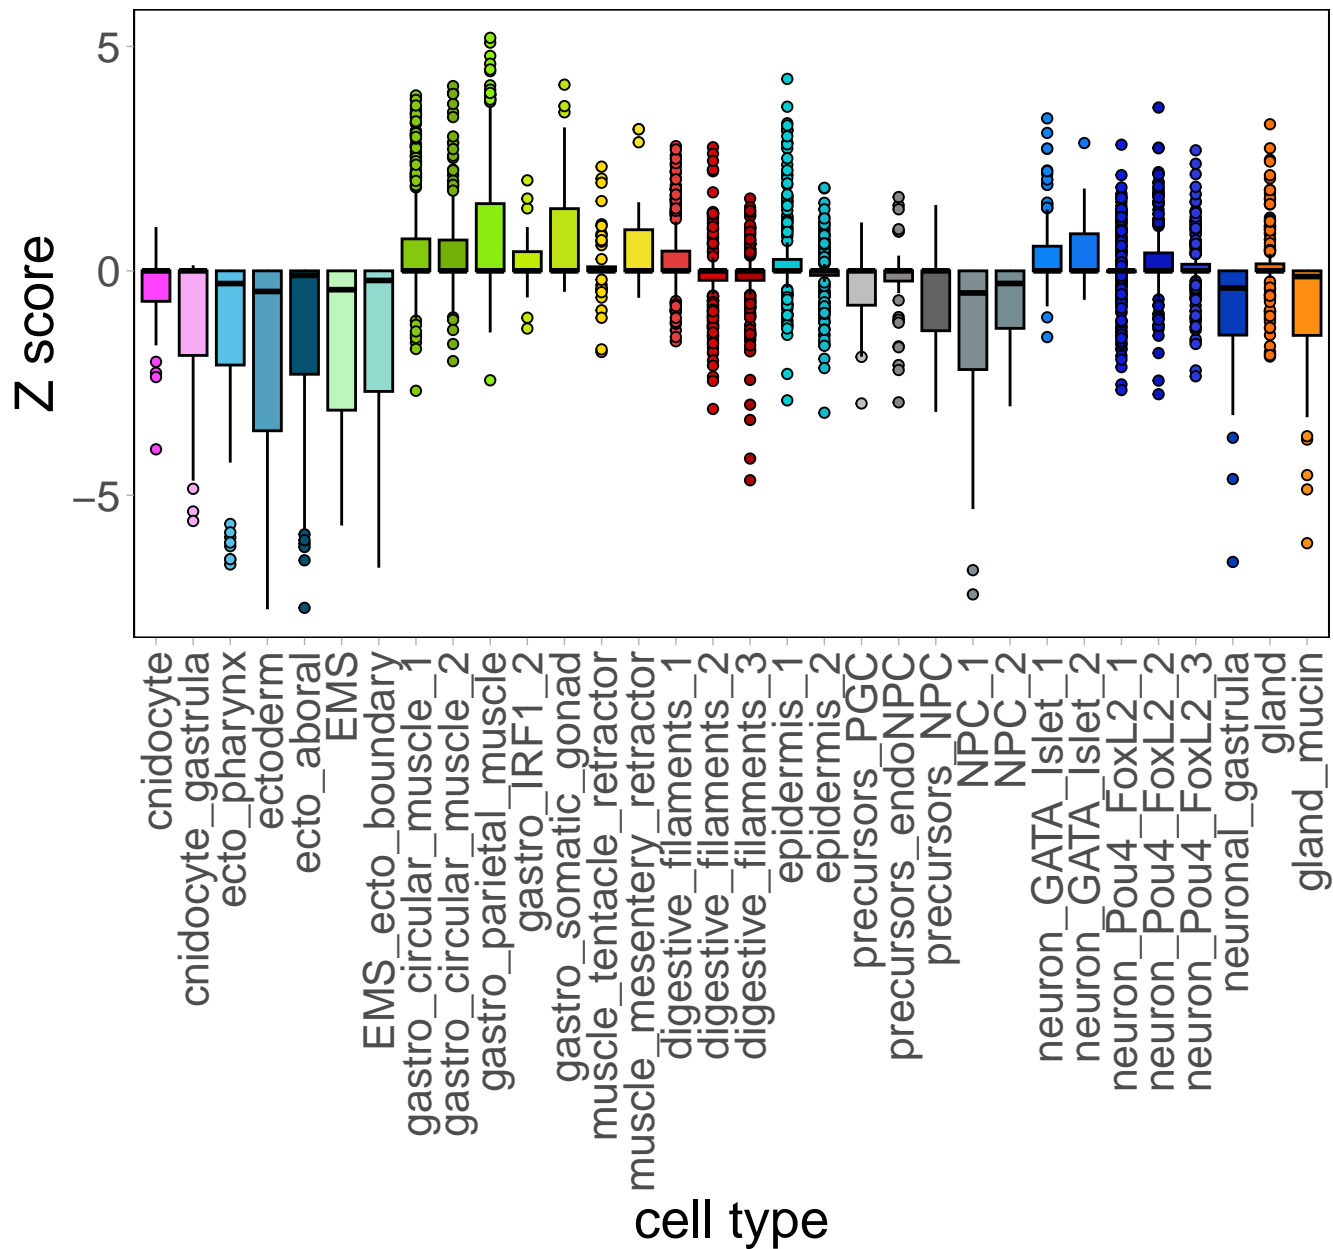 Z score
5
0
−5
cnidocyte
cnidocyte_gastrula
ecto_pharynx
ectoderm
ecto_aboral
EMS
EMS_ecto_boundary
gastro_circular_muscle_1
gastro_circular_muscle_2
gastro_parietal_muscle
gastro_IRF1_2
gastro_somatic_gonad
muscle_tentacle_retractor
muscle_mesentery_retractor
digestive_filaments_1
digestive_filaments_2
digestive_filaments_3
epidermis_1
epidermis_2
precursors_PGC
precursors_endoNPC
precursors_NPC
NPC_1
NPC_2
neuron_GATA_Islet_1
neuron_GATA_Islet_2
neuron_Pou4_FoxL2_1
neuron_Pou4_FoxL2_2
neuron_Pou4_FoxL2_3
neuronal_gastrula
gland
gland_mucin
cell type